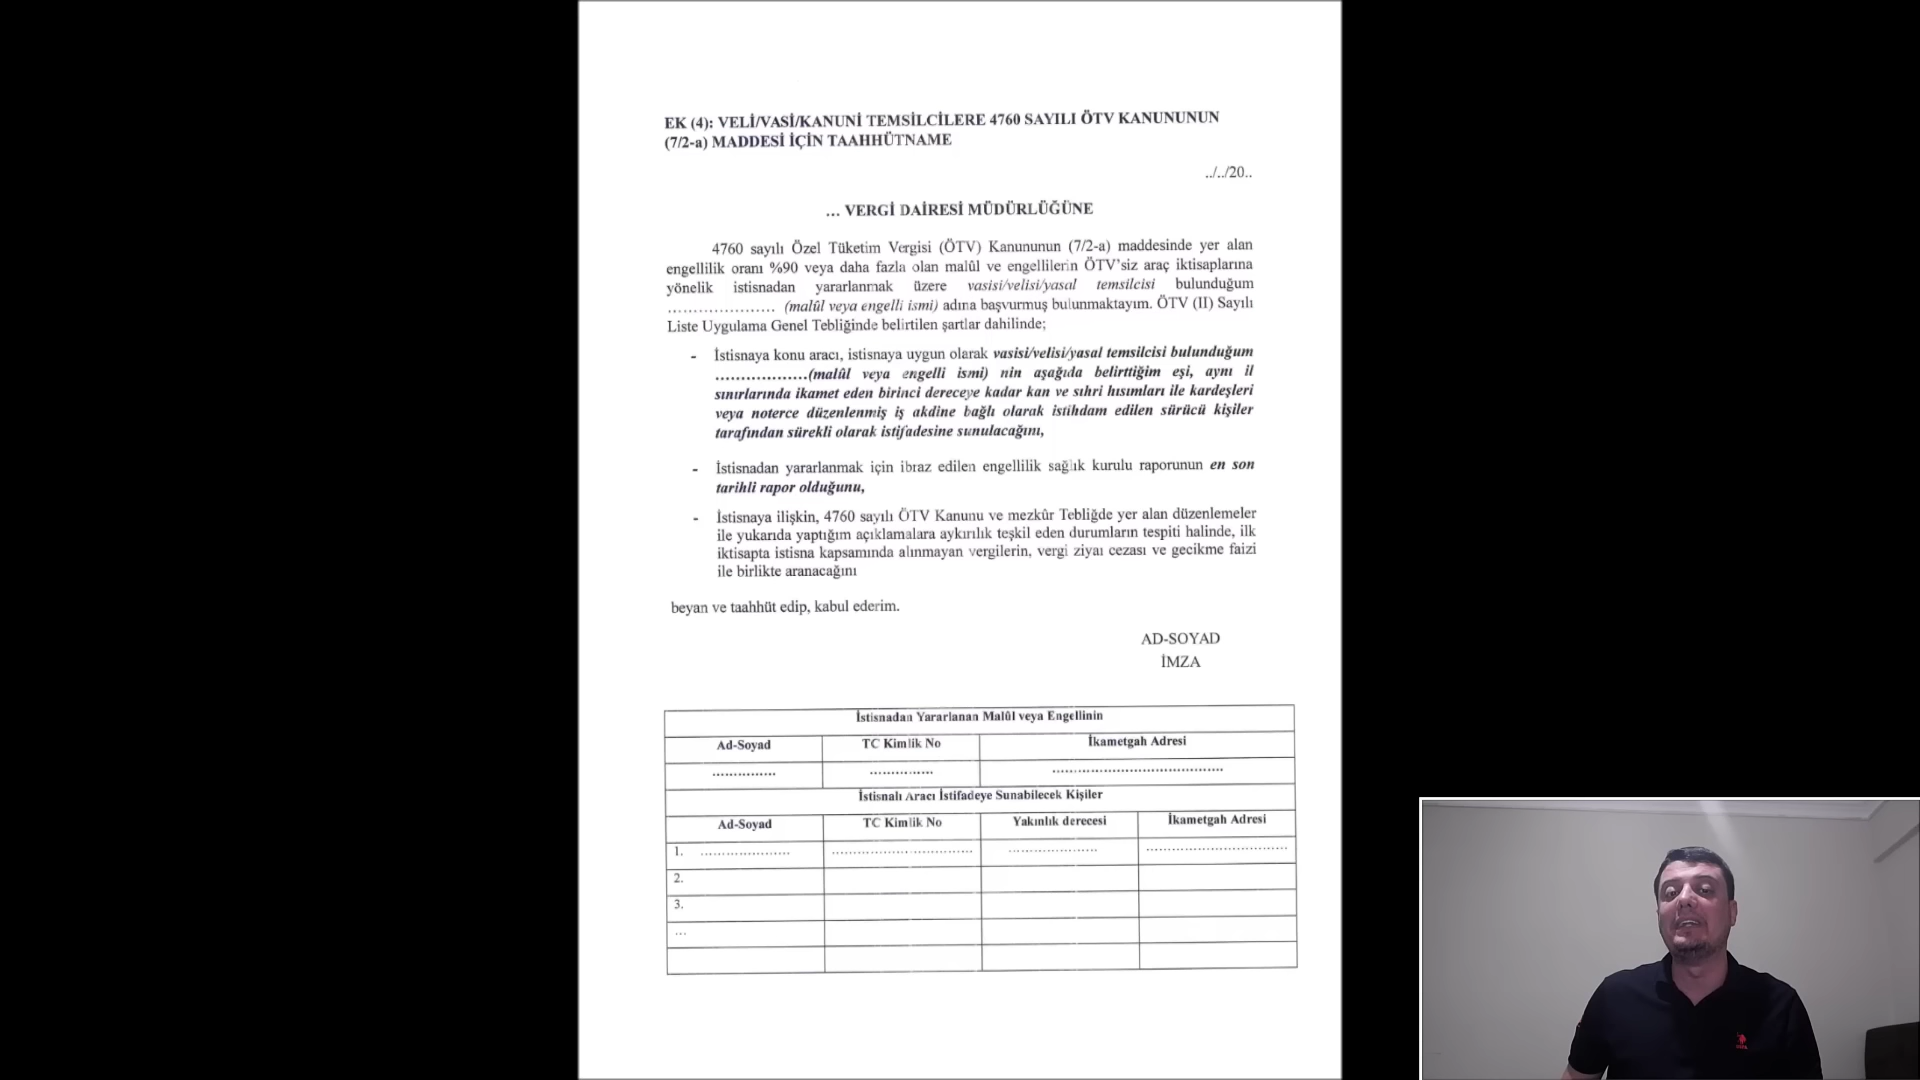 EK (4): VELİ/VASİ/KANUNİ TEMSİLCİLERE 4760 SAYILI ÖTV KANUNUNUN
(7/2-a) MADDESİ İÇİN TAAHHÜTNAME
../../20..
... VERGİ DAİRESİ MÜDÜRLÜĞÜNE
4760 sayılı Özel Tüketim Vergisi (ÖTV) Kanununun (7/2-a) maddesinde yer alan
engellilik oranı %90 veya daha fazla olan malûl ve engellilerin ÖTV'siz araç iktisaplarına
yönelik istisnadan yararlanmak üzere vasisi/velisi/yasal temsilcisi bulunduğum
..................... (malûl veya engelli ismi) adına başvurmuş bulunmaktayım. ÖTV (II) Sayılı
Liste Uygulama Genel Tebliğinde belirtilen şartlar dahilinde;
- İstisnaya konu aracı, istisnaya uygun olarak vasisi/velisi/yasal temsilcisi bulunduğum
..................(malûl veya engelli ismi) nin aşağıda belirttiğim eşi, aynı il
sınırlarında ikamet eden birinci dereceye kadar kan ve sıhri hısımları ile kardeşleri
veya noterce düzenlenmiş iş akdine bağlı olarak istihdam edilen sürücü kişiler
tarafından sürekli olarak istifadesine sunulacağını,
- İstisnadan yararlanmak için ibraz edilen engellilik sağlık kurulu raporunun en son
tarihli rapor olduğunu,
- İstisnaya ilişkin, 4760 sayılı ÖTV Kanunu ve mezkûr Tebliğde yer alan düzenlemeler
ile yukarıda yaptığım açıklamalara aykırılık teşkil eden durumların tespiti halinde, ilk
iktisapta istisna kapsamında alınmayan vergilerin, vergi ziyaı cezası ve gecikme faizi
ile birlikte aranacağını
beyan ve taahhüt edip, kabul ederim.
AD-SOYAD
İMZA
İstisnadan Yararlanan Malûl veya Engellinin
Ad-Soyad TC Kimlik No İkametgah Adresi
............... ............... ..........................................
İstisnalı Aracı İstifadeye Sunabilecek Kişiler
Ad-Soyad TC Kimlik No Yakınlık derecesi İkametgah Adresi
1. ...................... .................................. ...................... ..................................
2.
3.
...